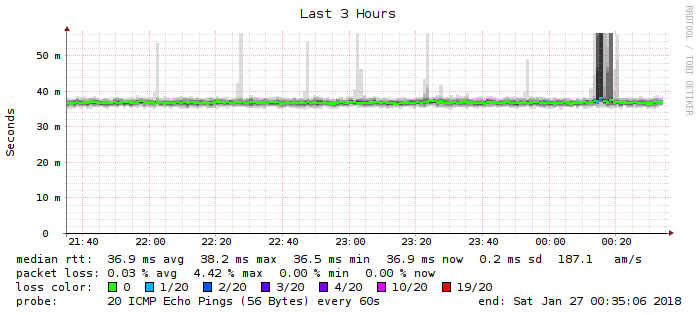 Last 3 Hours
RRDTOOL / TOBI OETIKER
Seconds
50 m
40 m
30 m
20 m
10 m
0
21:40 22:00 22:20 22:40 23:00 23:20 23:40 00:00 00:20
median rtt: 36.9 ms avg 38.2 ms max 36.5 ms min 36.9 ms now 0.2 ms sd 187.1 am/s
packet loss: 0.03 % avg 4.42 % max 0.00 % min 0.00 % now
loss color: 0 1/20 2/20 3/20 4/20 10/20 19/20
probe: 20 ICMP Echo Pings (56 Bytes) every 60s end: Sat Jan 27 00:35:06 2018